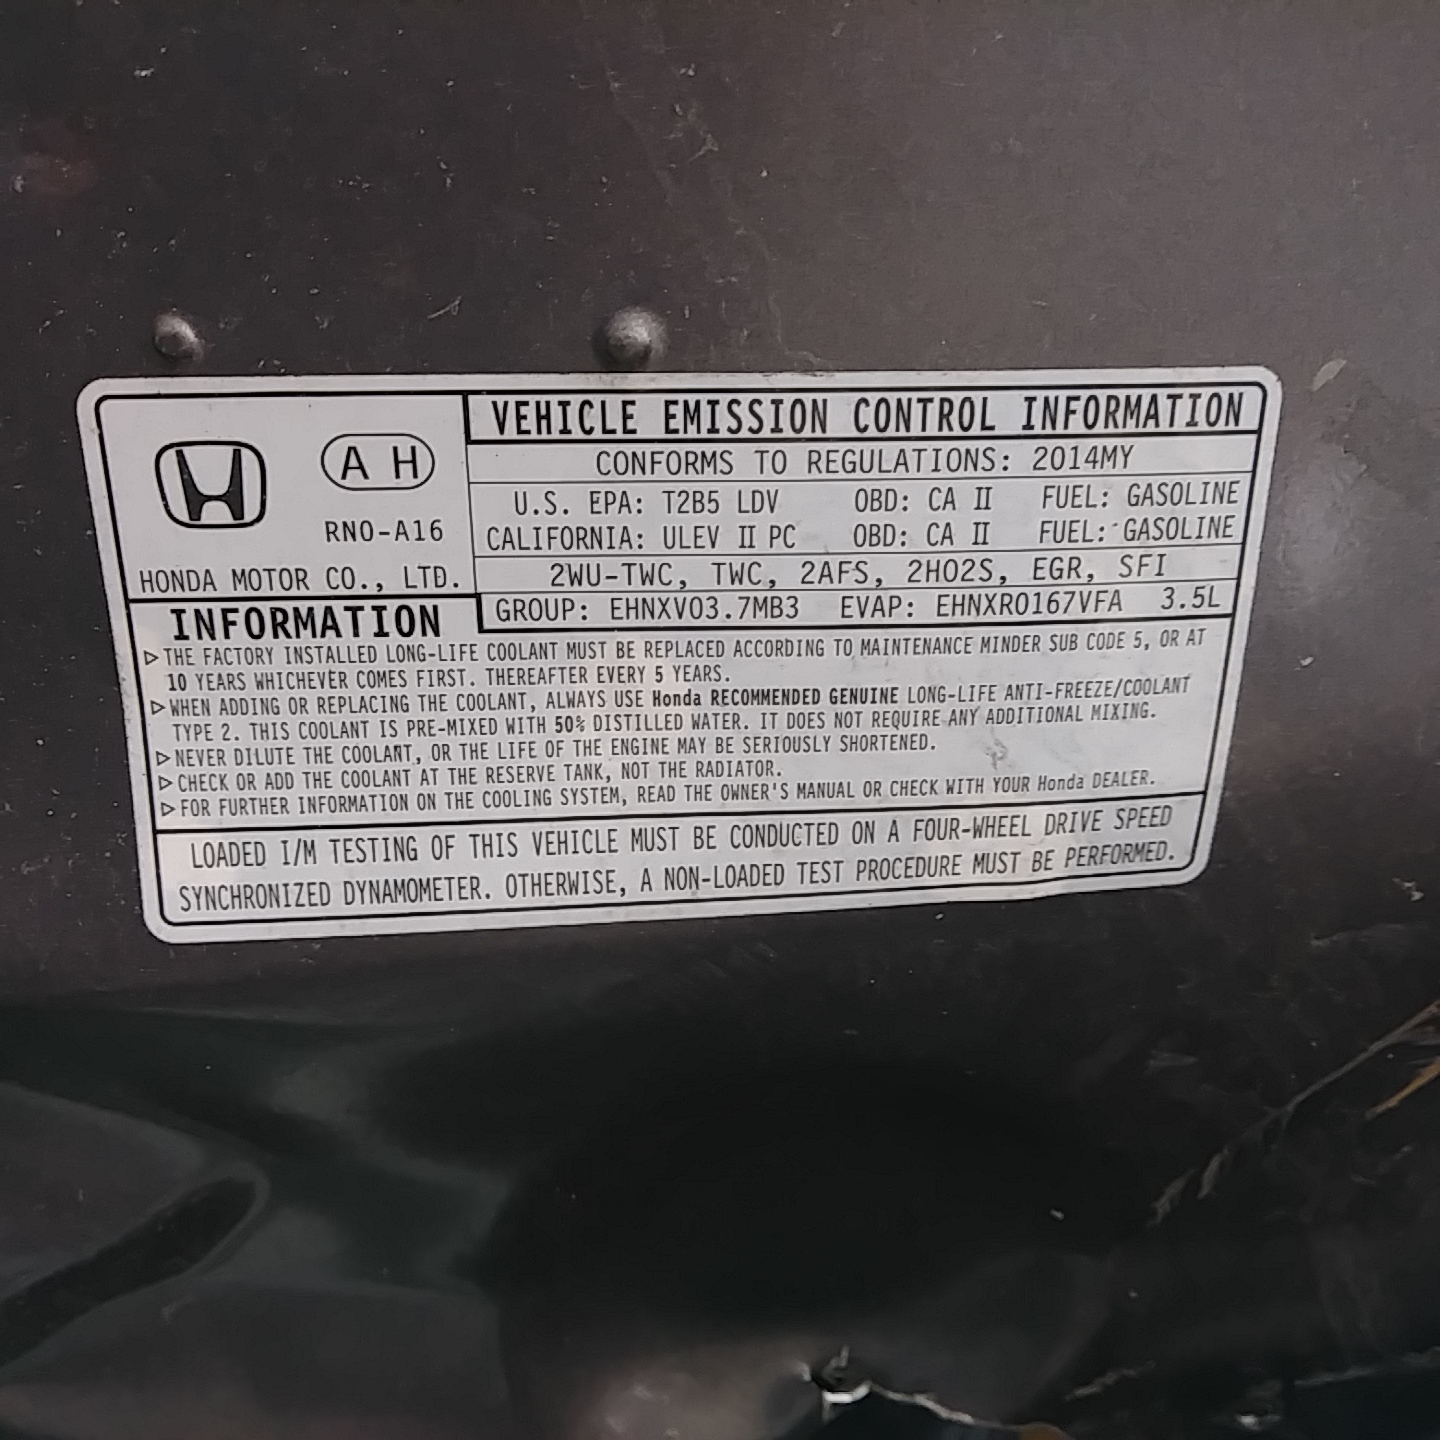 A H
RN0-A16
HONDA MOTOR CO., LTD.
VEHICLE EMISSION CONTROL INFORMATION
CONFORMS TO REGULATIONS: 2014MY
U.S. EPA: T2B5 LDV OBD: CA II FUEL: GASOLINE
CALIFORNIA: ULEV II PC OBD: CA II FUEL: GASOLINE
2WU-TWC, TWC, 2AFS, 2HO2S, EGR, SFI
GROUP: EHNXV03.7MB3 EVAP: EHNXR0167VFA 3.5L
INFORMATION
▷THE FACTORY INSTALLED LONG-LIFE COOLANT MUST BE REPLACED ACCORDING TO MAINTENANCE MINDER SUB CODE 5, OR AT
10 YEARS WHICHEVER COMES FIRST. THEREAFTER EVERY 5 YEARS.
▷WHEN ADDING OR REPLACING THE COOLANT, ALWAYS USE Honda RECOMMENDED GENUINE LONG-LIFE ANTI-FREEZE/COOLANT
TYPE 2. THIS COOLANT IS PRE-MIXED WITH 50% DISTILLED WATER. IT DOES NOT REQUIRE ANY ADDITIONAL MIXING.
▷NEVER DILUTE THE COOLANT, OR THE LIFE OF THE ENGINE MAY BE SERIOUSLY SHORTENED.
▷CHECK OR ADD THE COOLANT AT THE RESERVE TANK, NOT THE RADIATOR.
▷FOR FURTHER INFORMATION ON THE COOLING SYSTEM, READ THE OWNER'S MANUAL OR CHECK WITH YOUR Honda DEALER.
LOADED I/M TESTING OF THIS VEHICLE MUST BE CONDUCTED ON A FOUR-WHEEL DRIVE SPEED
SYNCHRONIZED DYNAMOMETER. OTHERWISE, A NON-LOADED TEST PROCEDURE MUST BE PERFORMED.